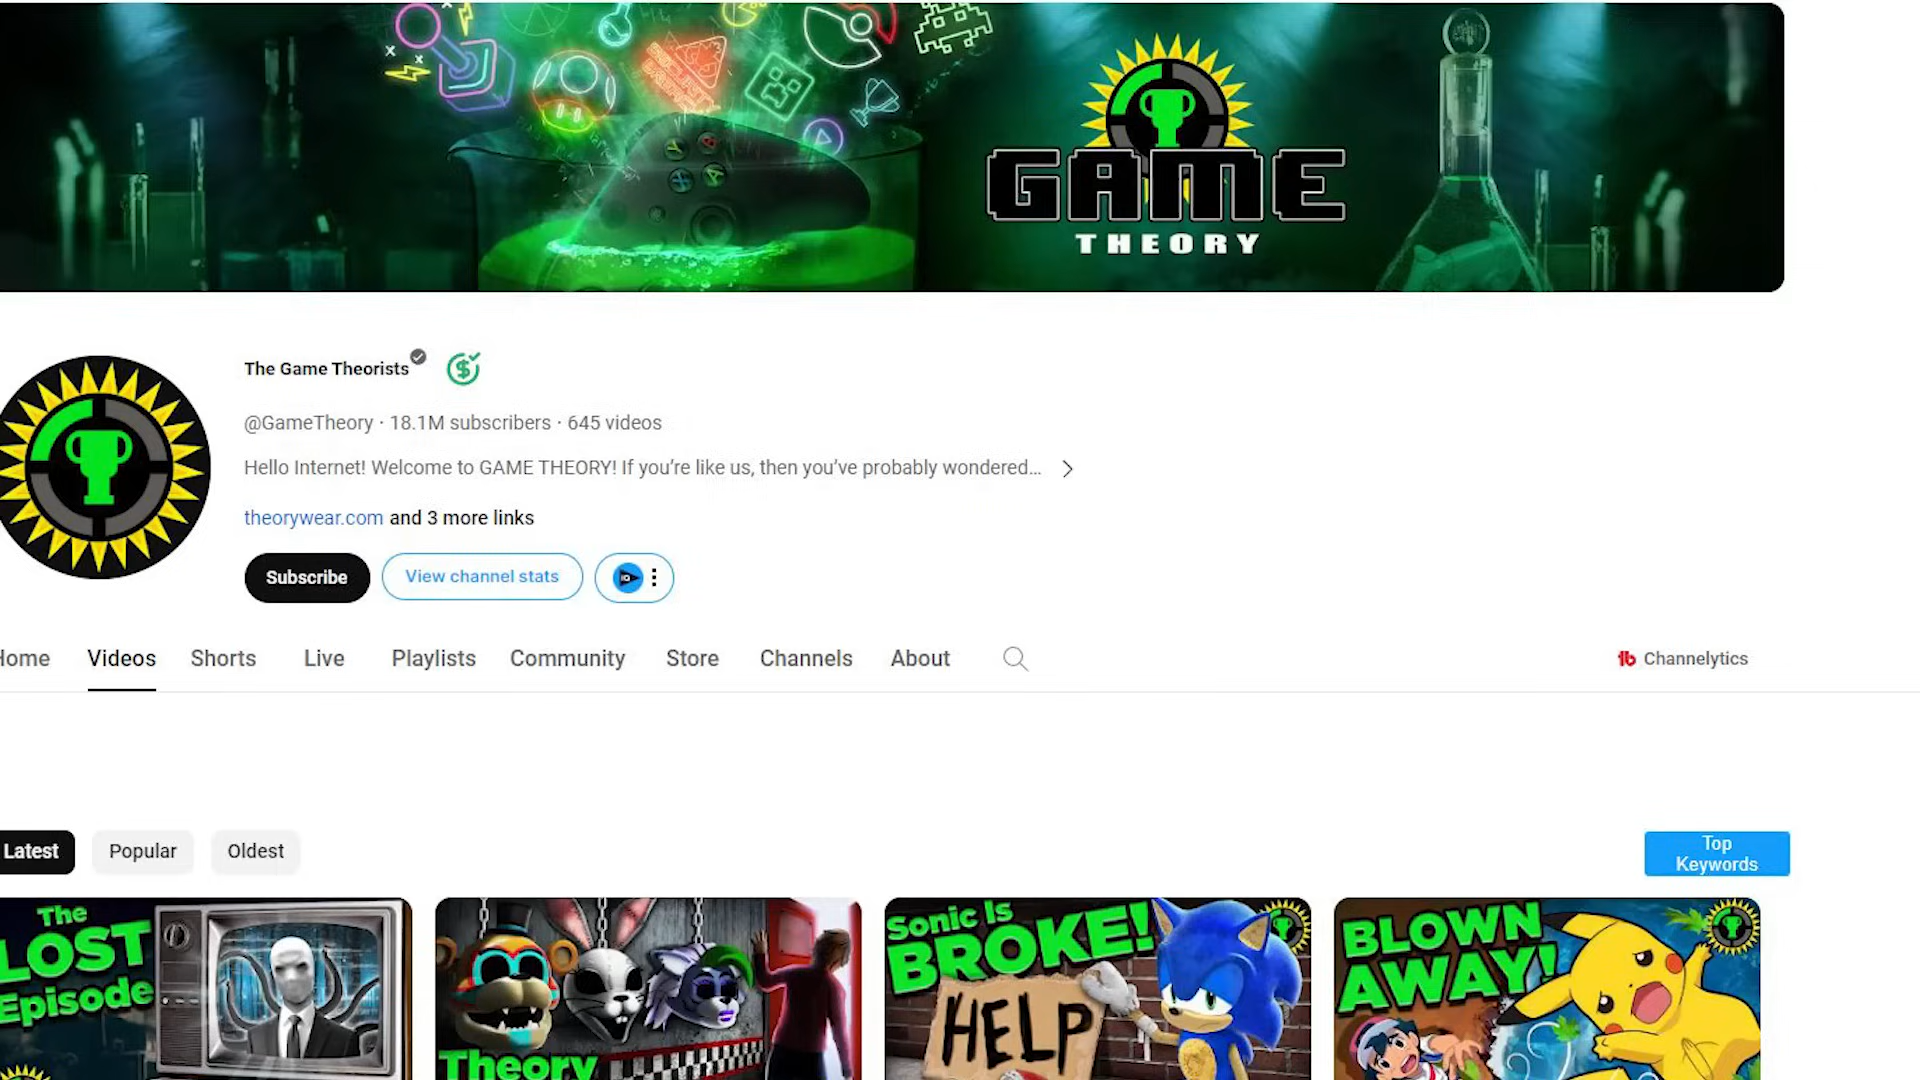 GAME
THEORY
The Game Theorists
@GameTheory · 18.1M subscribers · 645 videos
Hello Internet! Welcome to GAME THEORY! If you’re like us, then you’ve probably wondered...
theorywear.com and 3 more links
Subscribe
View channel stats
IQ
Home Videos Shorts Live Playlists Community Store Channels About
Channelytics
Latest Popular Oldest
Top
Keywords
The
LOST
Episode
Theory
Sonic Is
BROKE!
HELP
BLOWN
AWAY!